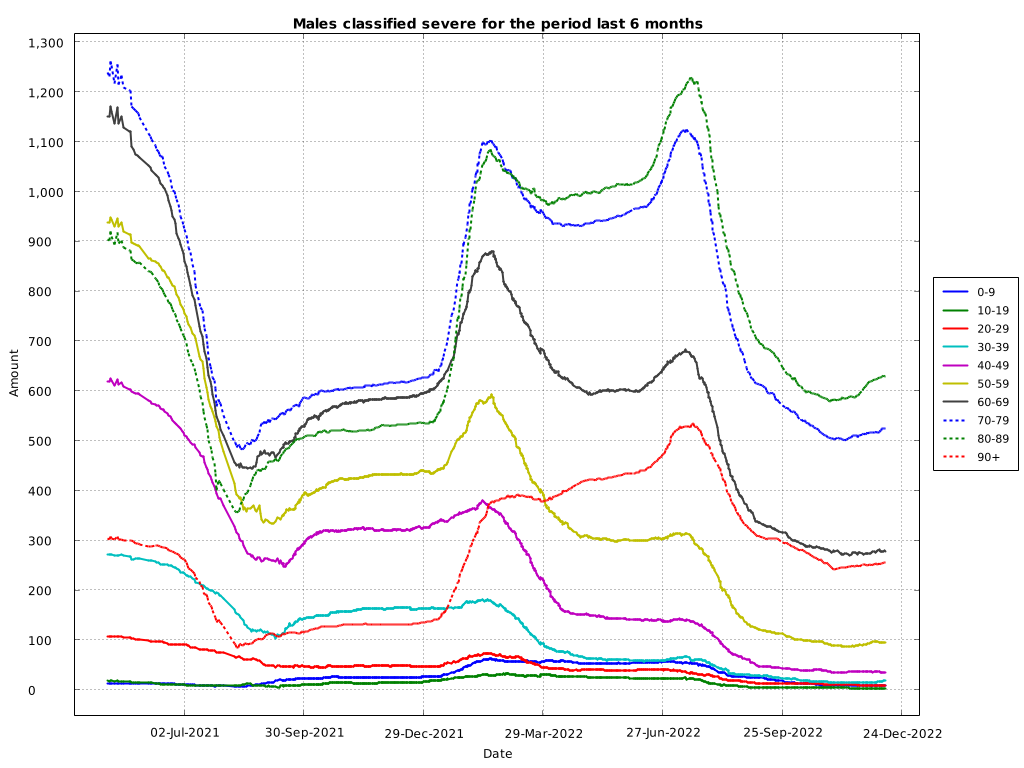 Males classified severe for the period last 6 months
1,300
1,200
1,100
1,000
900
800
700
600
500
400
300
200
100
0
Amount
02-Jul-2021
30-Sep-2021
29-Dec-2021
29-Mar-2022
27-Jun-2022
25-Sep-2022
24-Dec-2022
Date
0-9
10-19
20-29
30-39
40-49
50-59
60-69
70-79
80-89
90+